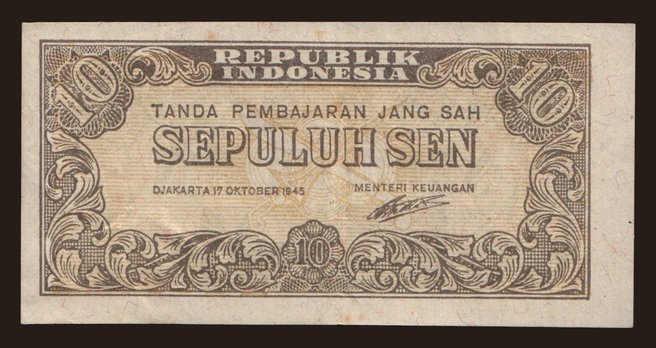 REPUBLIK
INDONESIA
10
10
TANDA PEMBAJARAN JANG SAH
SEPULUH SEN
DJAKARTA 17 OKTOBER 1945 MENTERI KEUANGAN
10